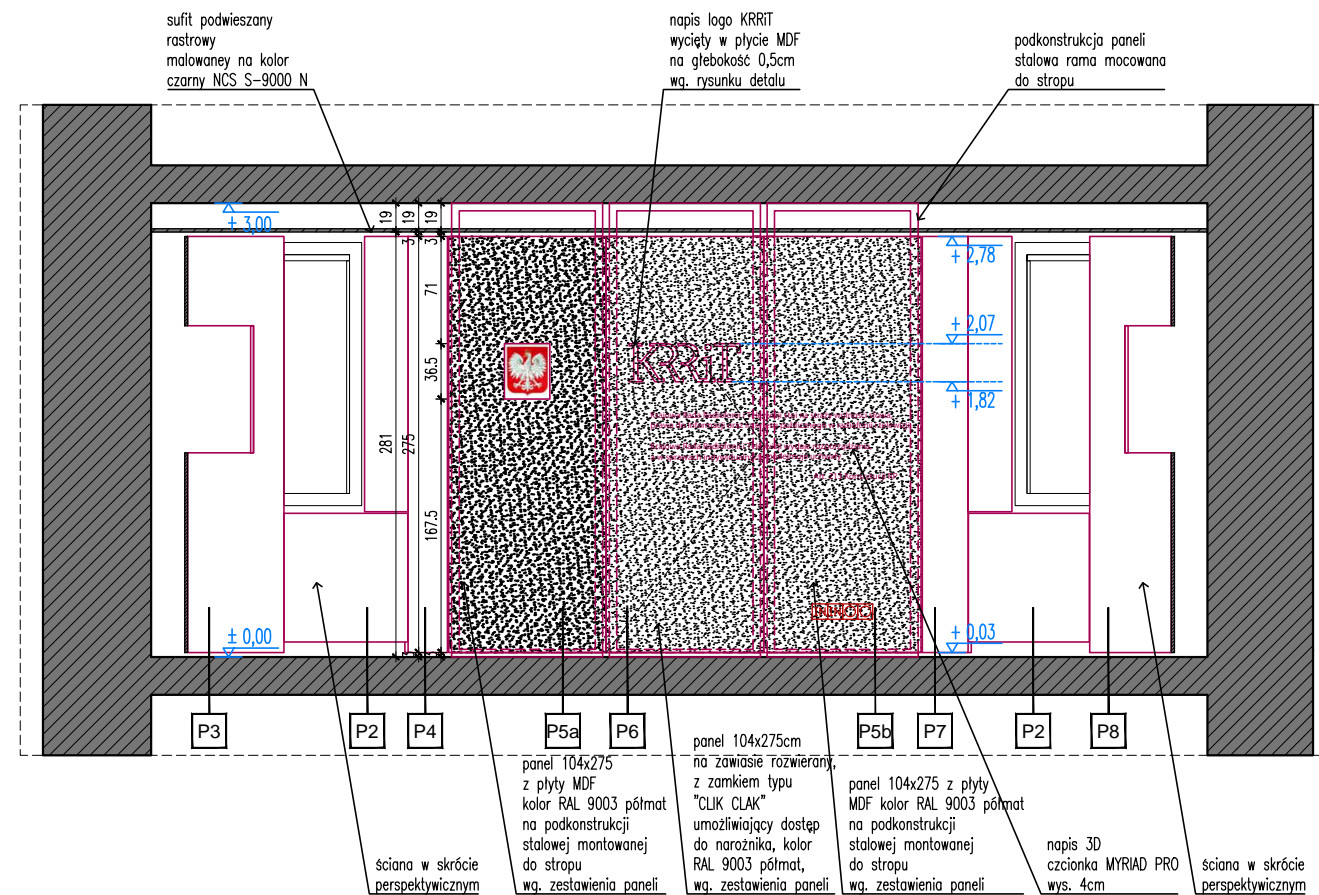 sufit podwieszany
rastrowy
malowaney na kolor
czarny NCS S-9000 N
napis logo KRRiT
wycięty w płycie MDF
na głebokość 0,5cm
wg. rysunku detalu
podkonstrukcja paneli
stalowa rama mocowana
do stropu
+ 3,00
19
19
19
3
3
+ 2,78
71
+ 2,07
KRRiT
36.5
+ 1,82
281
275
167.5
± 0,00
+ 0,03
P3
P2
P4
P5a
P6
P5b
P7
P2
P8
ściana w skrócie
perspektywicznym
panel 104x275
z płyty MDF
kolor RAL 9003 półmat
na podkonstrukcji
stalowej montowanej
do stropu
wg. zestawienia paneli
panel 104x275cm
na zawiasie rozwierany,
z zamkiem typu
"CLIK CLAK"
umożliwiający dostęp
do narożnika, kolor
RAL 9003 półmat,
wg. zestawienia paneli
panel 104x275 z płyty
MDF kolor RAL 9003 półmat
na podkonstrukcji
stalowej montowanej
do stropu
wg. zestawienia paneli
napis 3D
czcionka MYRIAD PRO
wys. 4cm
ściana w skrócie
perspektywicznym